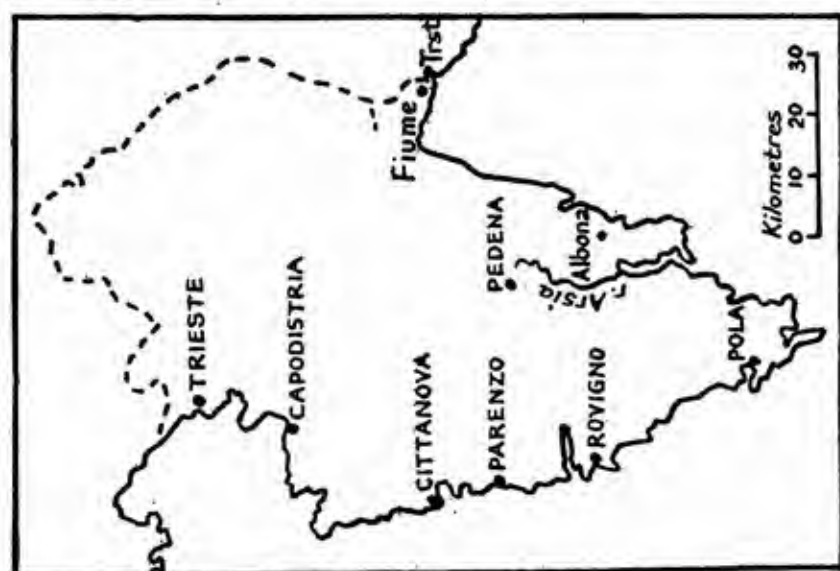 Trst
Fiume
TRIESTE
CAPODISTRIA
PEDENA
Albona
r. Arsia
CITTANOVA
PARENZO
ROVIGNO
POLA
Kilometres
0 10 20 30